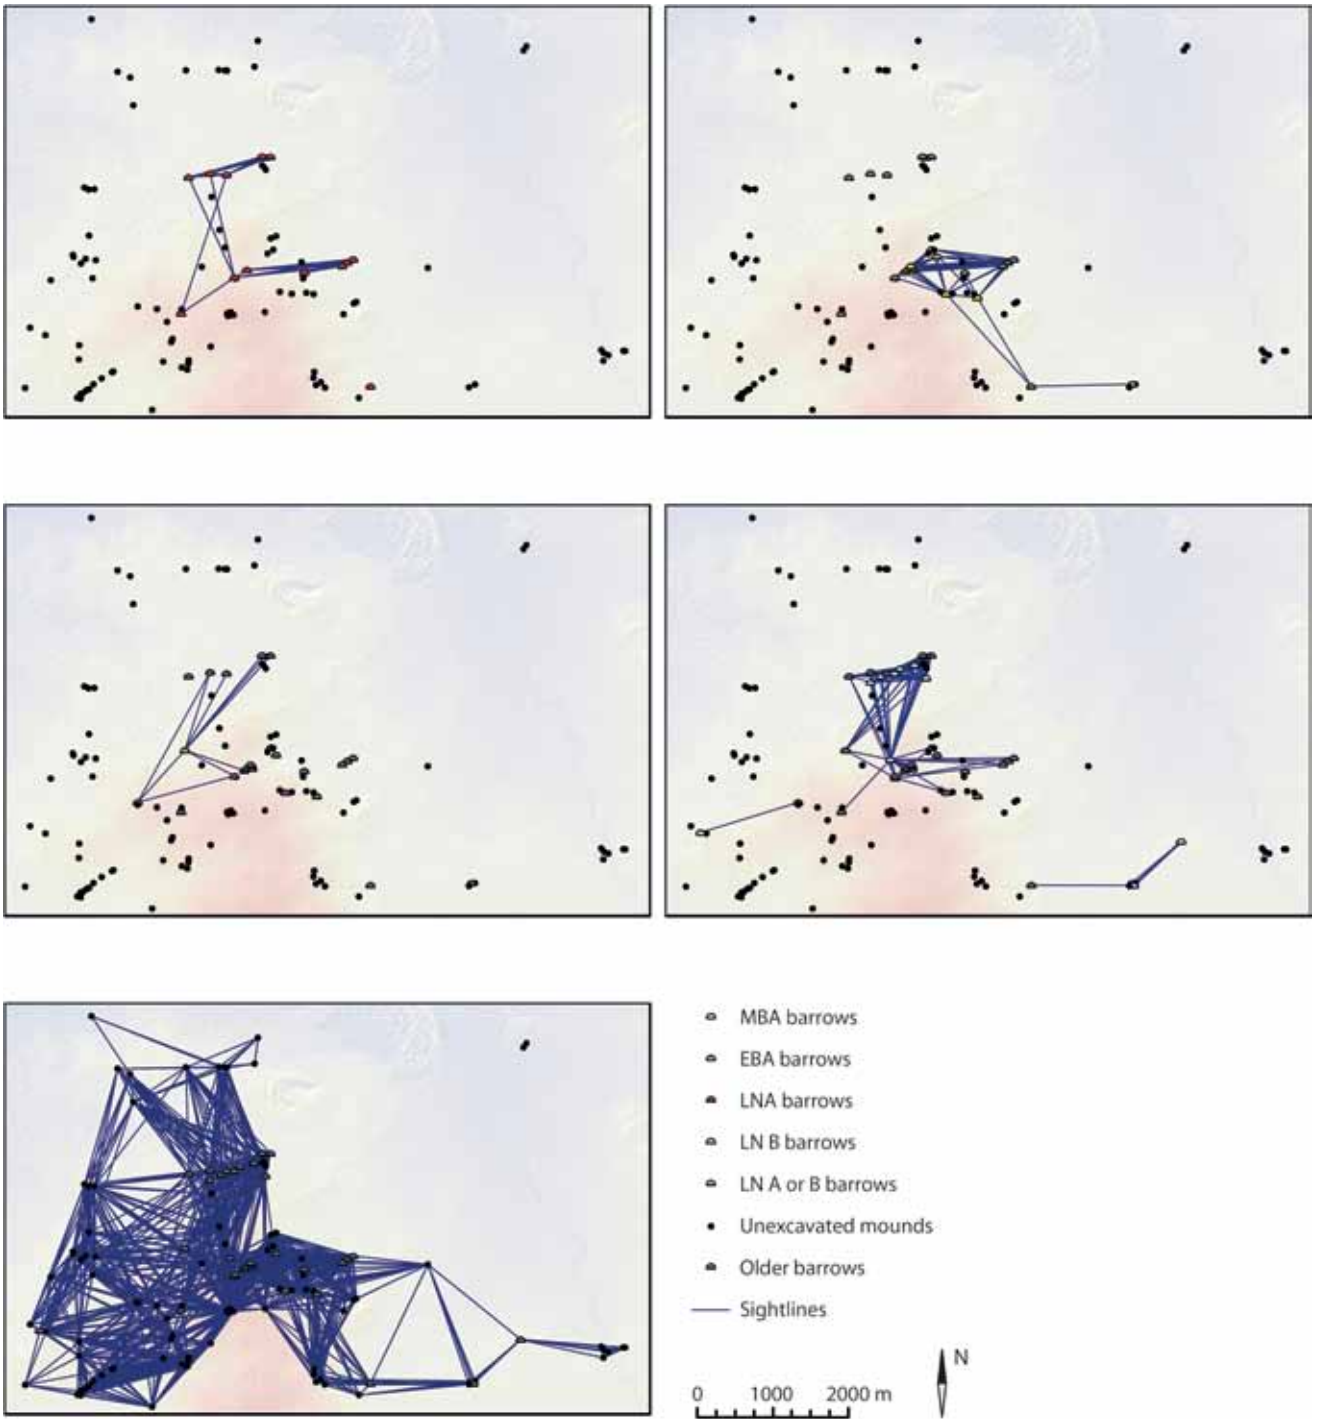 MBA barrows
EBA barrows
LNA barrows
LN B barrows
LN A or B barrows
Unexcavated mounds
Older barrows
Sightlines
N
0 1000 2000 m